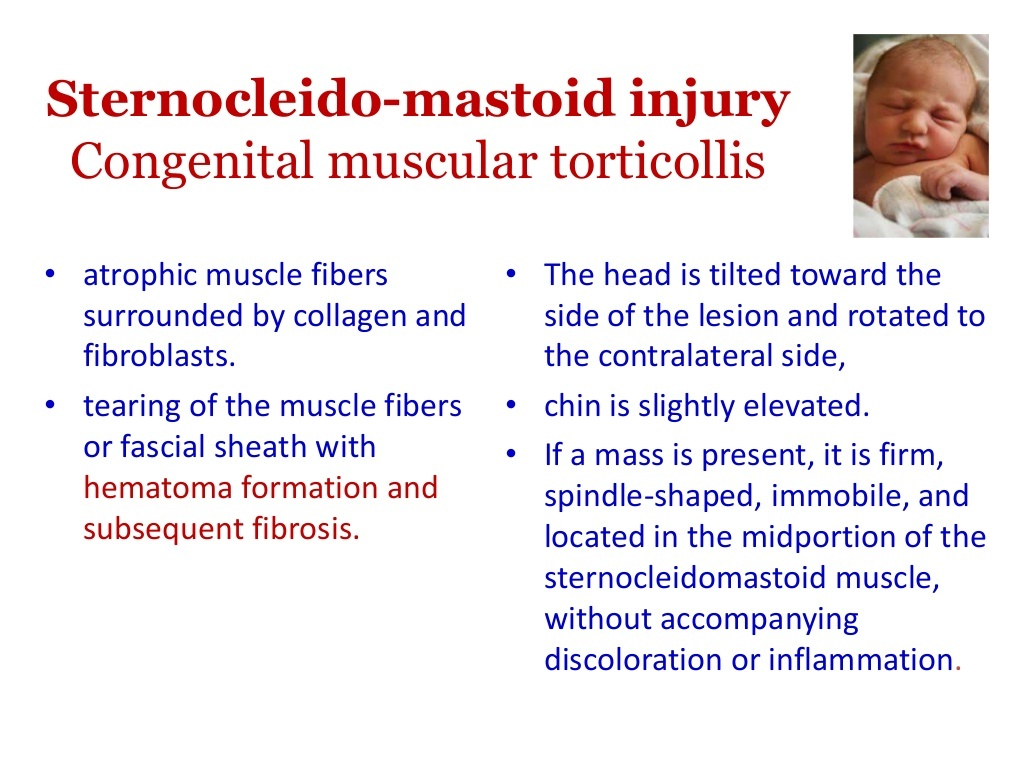 Sternocleido-mastoid injury
Congenital muscular torticollis
• atrophic muscle fibers
surrounded by collagen and
fibroblasts.
• tearing of the muscle fibers
or fascial sheath with
hematoma formation and
subsequent fibrosis.
• The head is tilted toward the
side of the lesion and rotated to
the contralateral side,
• chin is slightly elevated.
• If a mass is present, it is firm,
spindle-shaped, immobile, and
located in the midportion of the
sternocleidomastoid muscle,
without accompanying
discoloration or inflammation.